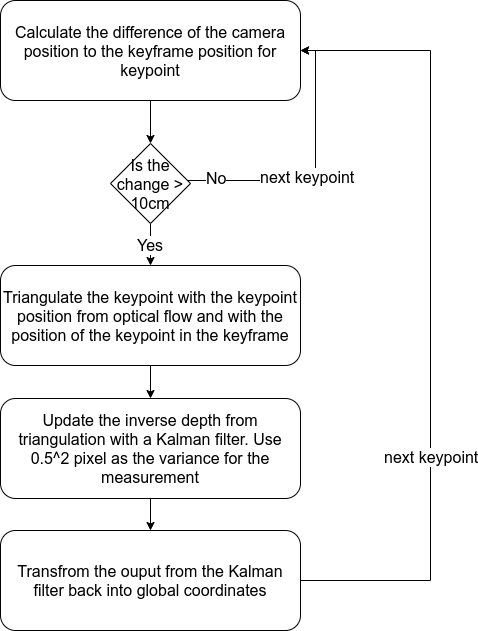 Calculate the difference of the camera
position to the keyframe position for
keypoint
Is the
change >
10cm
No
next keypoint
Yes
Triangulate the keypoint with the keypoint
position from optical flow and with the
position of the keypoint in the keyframe
Update the inverse depth from
triangulation with a Kalman filter. Use
0.5^2 pixel as the variance for the
measurement
next keypoint
Transfrom the ouput from the Kalman
filter back into global coordinates